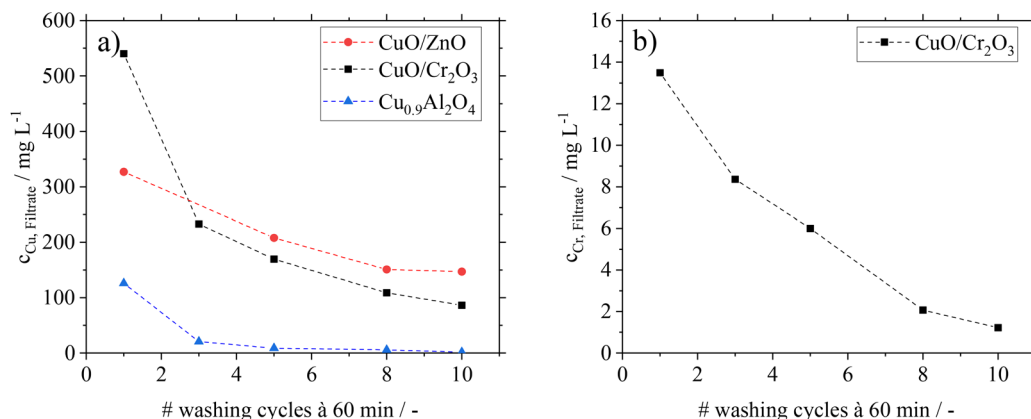 a)
CuO/ZnO
CuO/Cr₂O₃
Cu₀.₉Al₂O₄
600
500
400
300
200
100
0
c_Cu, Filtrate / mg L⁻¹
0 2 4 6 8 10
# washing cycles à 60 min / -
b)
CuO/Cr₂O₃
16
14
12
10
8
6
4
2
0
c_Cr, Filtrate / mg L⁻¹
0 2 4 6 8 10
# washing cycles à 60 min / -